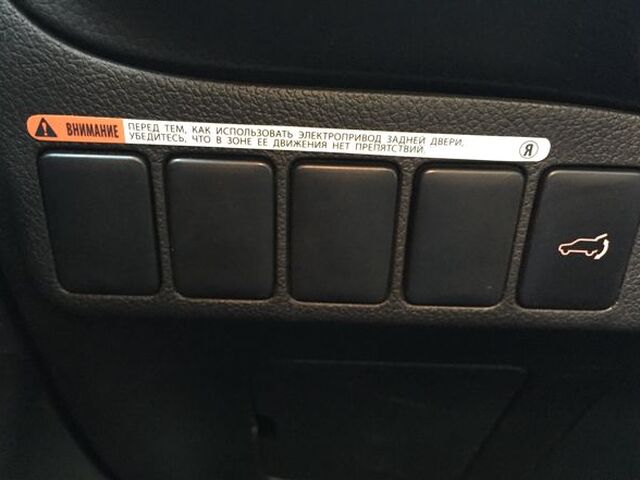 ВНИМАНИЕ
ПЕРЕД ТЕМ, КАК ИСПОЛЬЗОВАТЬ ЭЛЕКТРОПРИВОД ЗАДНЕЙ ДВЕРИ,
УБЕДИТЕСЬ, ЧТО В ЗОНЕ ЕЕ ДВИЖЕНИЯ НЕТ ПРЕПЯТСТВИЙ.
Я